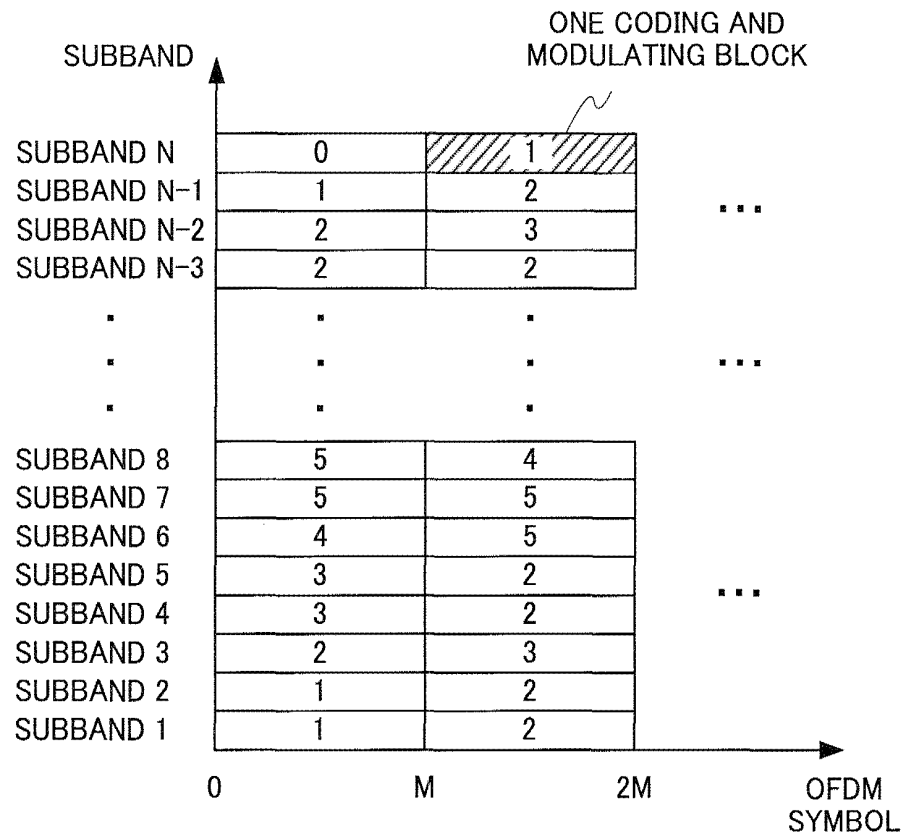 ONE CODING AND
MODULATING BLOCK
SUBBAND
SUBBAND N 0 1
SUBBAND N-1 1 2
...
SUBBAND N-2 2 3
SUBBAND N-3 2 2
...
SUBBAND 8 5 4
SUBBAND 7 5 5
SUBBAND 6 4 5
SUBBAND 5 3 2
...
SUBBAND 4 3 2
SUBBAND 3 2 3
SUBBAND 2 1 2
SUBBAND 1 1 2
0 M 2M OFDM
SYMBOL